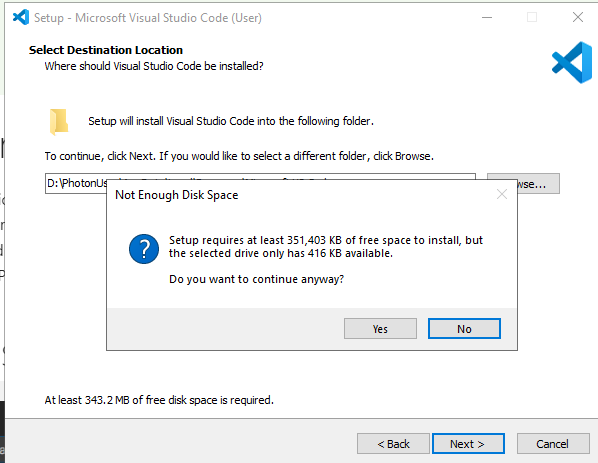 Setup - Microsoft Visual Studio Code (User)
Select Destination Location
Where should Visual Studio Code be installed?
Setup will install Visual Studio Code into the following folder.
To continue, click Next. If you would like to select a different folder, click Browse.
Not Enough Disk Space
Setup requires at least 351,403 KB of free space to install, but
the selected drive only has 416 KB available.
Do you want to continue anyway?
Yes
No
At least 343.2 MB of free disk space is required.
< Back
Next >
Cancel